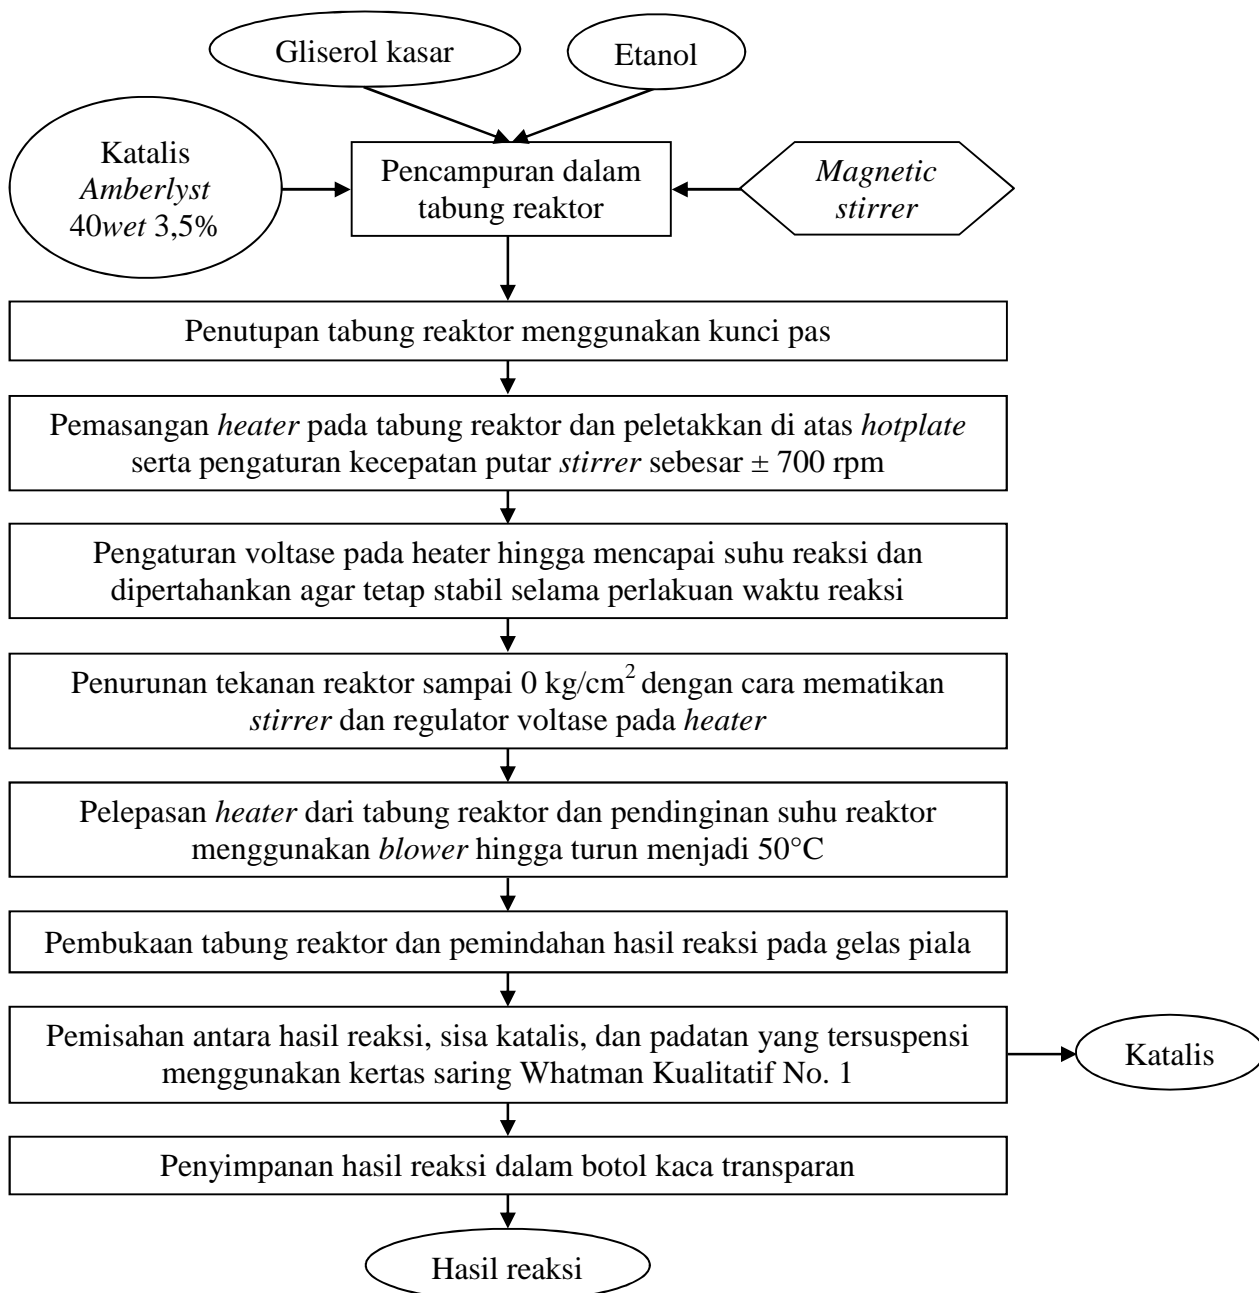 Gliserol kasar
Etanol
Katalis
Amberlyst
40wet 3,5%
Pencampuran dalam
tabung reaktor
Magnetic
stirrer
Penutupan tabung reaktor menggunakan kunci pas
Pemasangan heater pada tabung reaktor dan peletakkan di atas hotplate
serta pengaturan kecepatan putar stirrer sebesar ± 700 rpm
Pengaturan voltase pada heater hingga mencapai suhu reaksi dan
dipertahankan agar tetap stabil selama perlakuan waktu reaksi
Penurunan tekanan reaktor sampai 0 kg/cm² dengan cara mematikan
stirrer dan regulator voltase pada heater
Pelepasan heater dari tabung reaktor dan pendinginan suhu reaktor
menggunakan blower hingga turun menjadi 50°C
Pembukaan tabung reaktor dan pemindahan hasil reaksi pada gelas piala
Pemisahan antara hasil reaksi, sisa katalis, dan padatan yang tersuspensi
menggunakan kertas saring Whatman Kualitatif No. 1
Katalis
Penyimpanan hasil reaksi dalam botol kaca transparan
Hasil reaksi